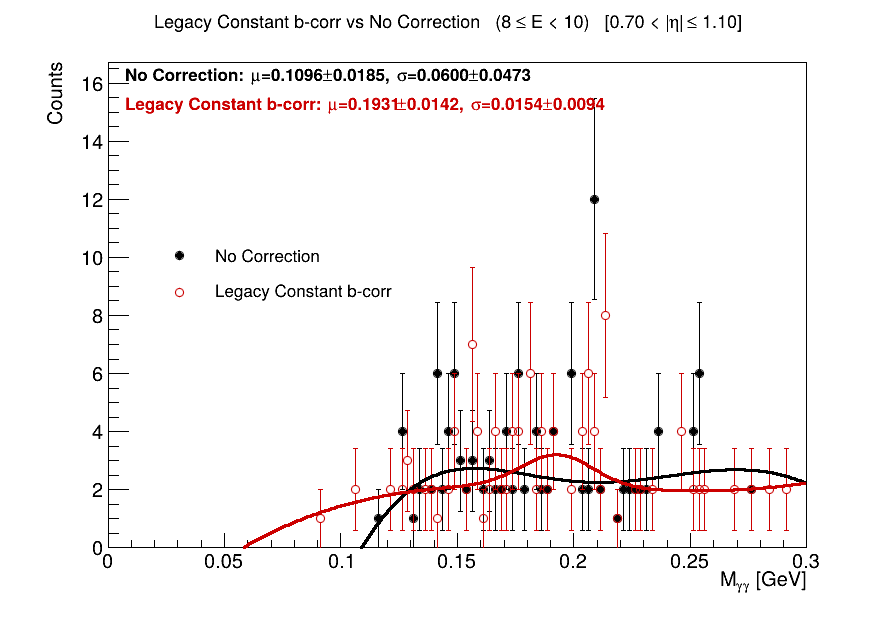 Legacy Constant b-corr vs No Correction (8 ≤ E < 10) [0.70 < |η| ≤ 1.10]
Counts
No Correction: μ=0.1096±0.0185, σ=0.0600±0.0473
Legacy Constant b-corr: μ=0.1931±0.0142, σ=0.0154±0.0094
16
14
12
10
8
6
4
2
0
No Correction
Legacy Constant b-corr
0 0.05 0.1 0.15 0.2 0.25 0.3
Mγγ [GeV]